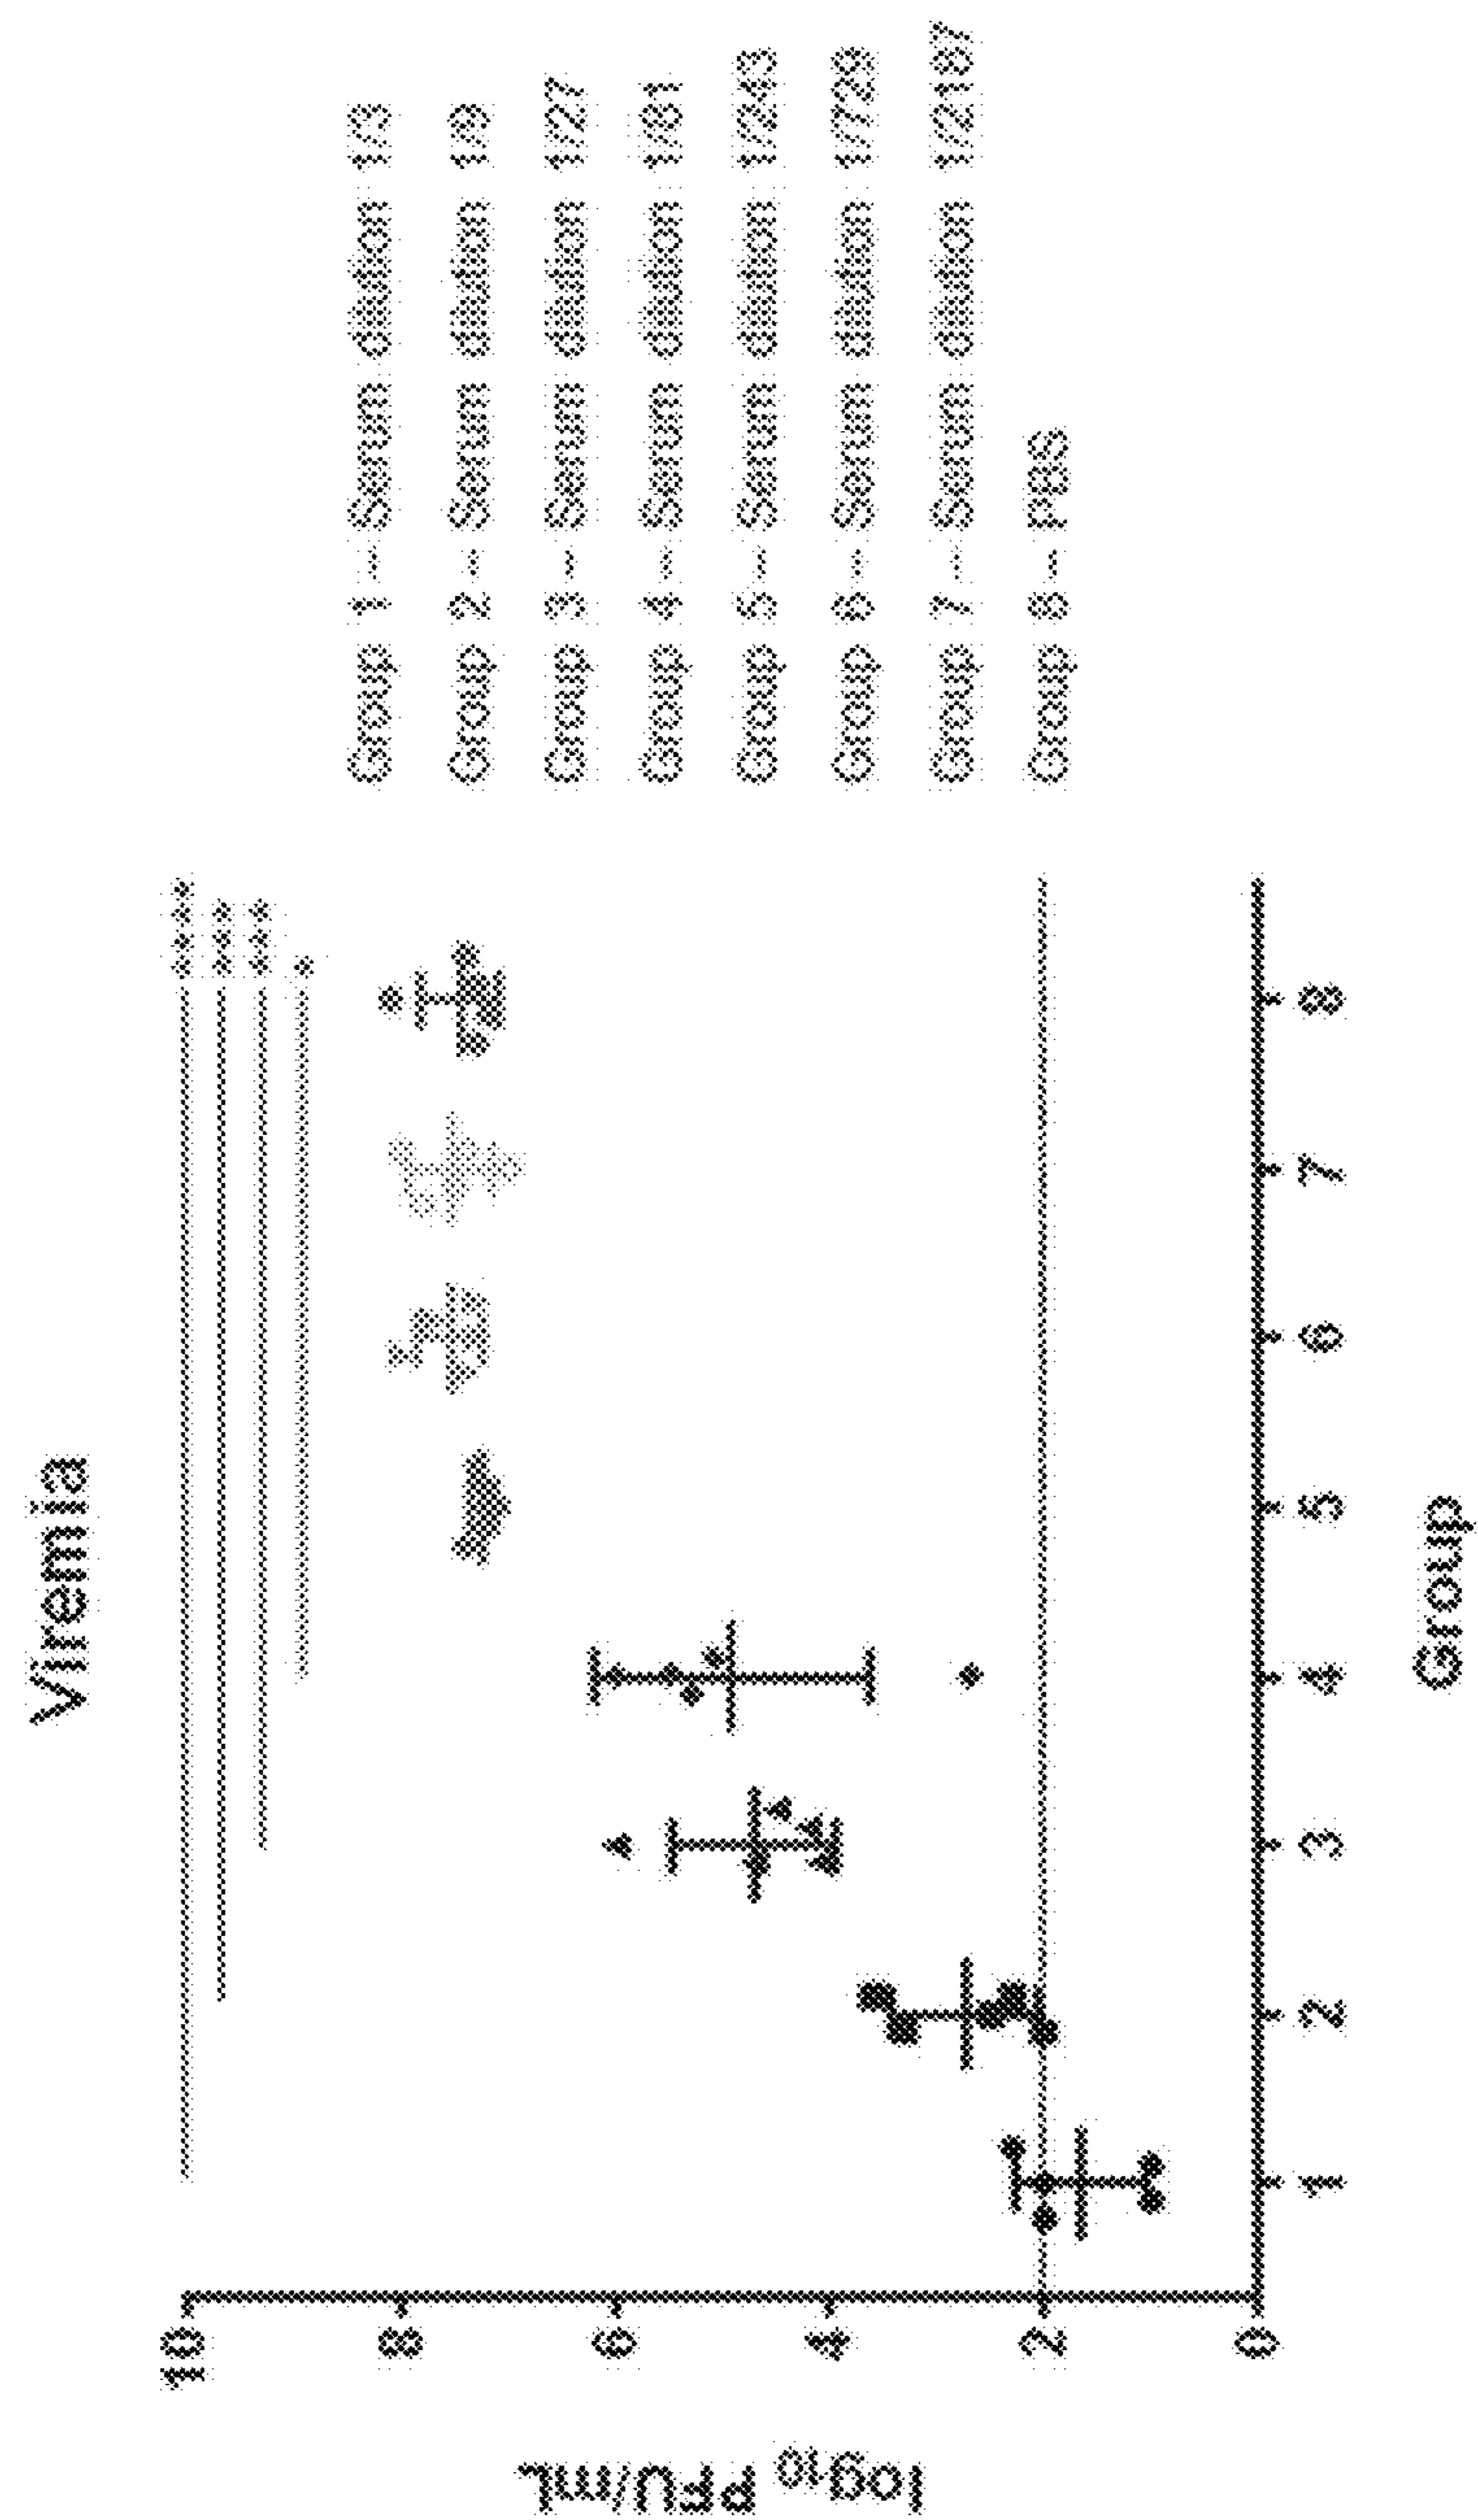 Viremia
****
***
***
*
log₁₀ PFU/mL
10
8
6
4
2
0
1 2 3 4 5 6 7 8
Group
Group 1 - Serum dilution 1/3
Group 2 - Serum dilution 1/9
Group 3 - Serum dilution 1/27
Group 4 - Serum dilution 1/81
Group 5 - Serum dilution 1/243
Group 6 - Serum dilution 1/729
Group 7 - Serum dilution 1/2187
Group 8 - PBS